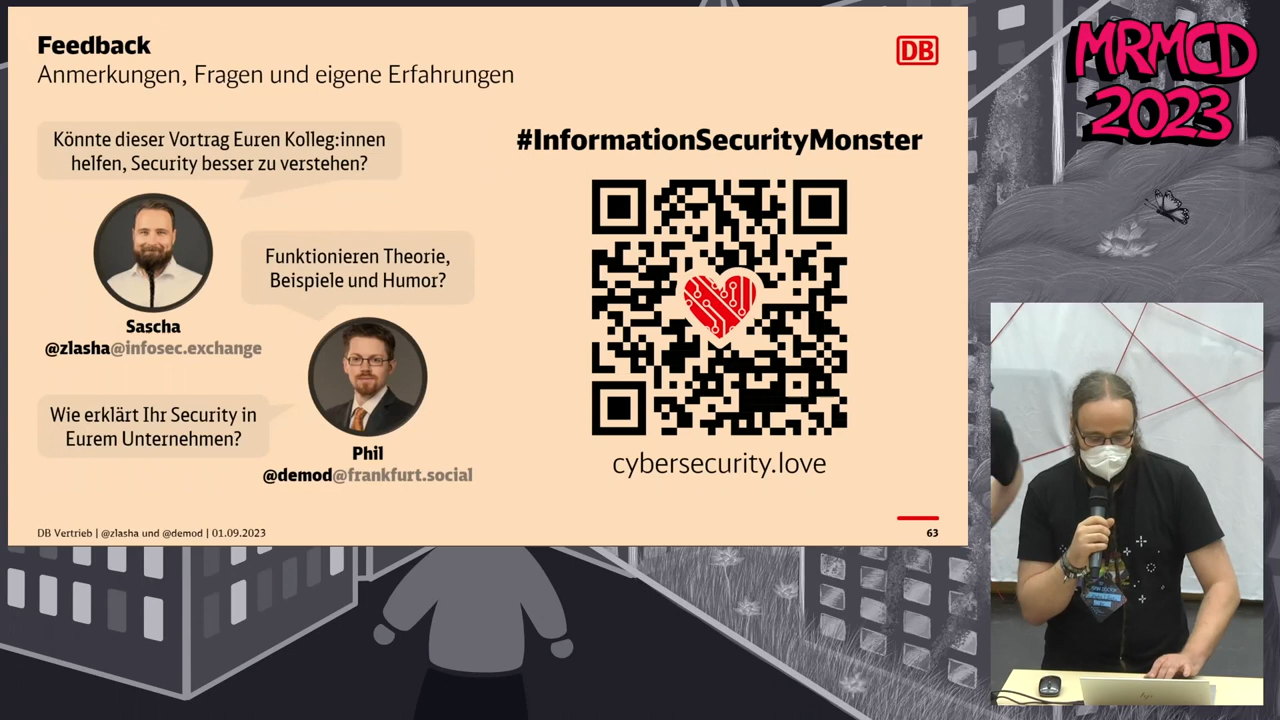 Feedback
Anmerkungen, Fragen und eigene Erfahrungen
DB
Könnte dieser Vortrag Euren Kolleg:innen
helfen, Security besser zu verstehen?
Sascha
@zlasha@infosec.exchange
Funktionieren Theorie,
Beispiele und Humor?
Wie erklärt Ihr Security in
Eurem Unternehmen?
Phil
@demod@frankfurt.social
#InformationSecurityMonster
cybersecurity.love
DB Vertrieb | @zlasha und @demod | 01.09.2023
63
MRMCD
2023